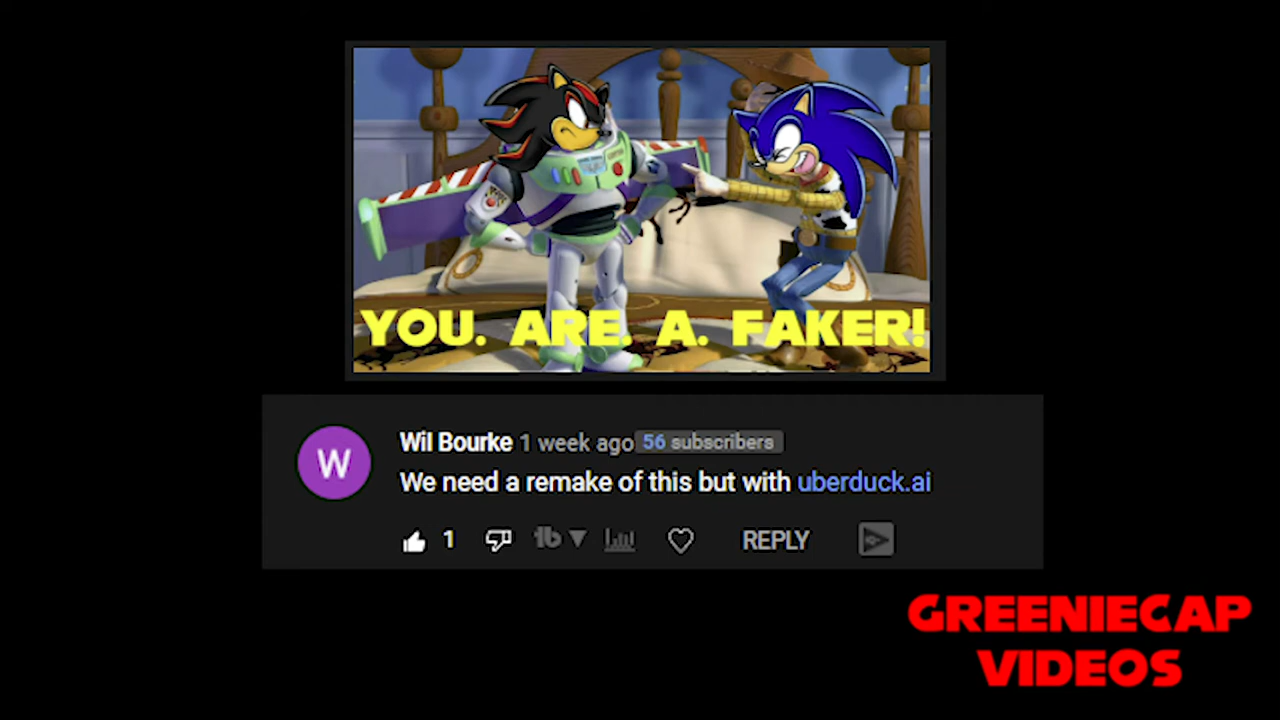 YOU. ARE. A. FAKER!
W
Wil Bourke 1 week ago 56 subscribers
We need a remake of this but with uberduck.ai
1 REPLY
GREENIECAP
VIDEOS